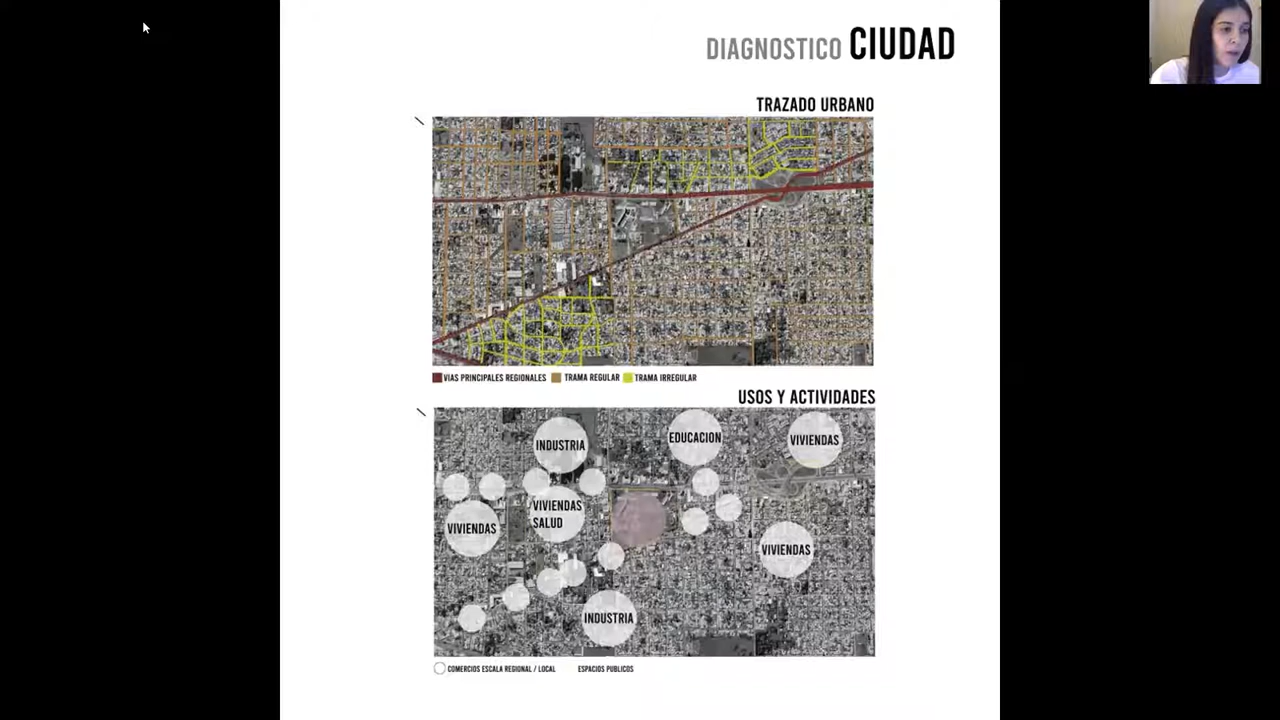 DIAGNOSTICO CIUDAD
TRAZADO URBANO
VIAS PRINCIPALES REGIONALES TRAMA REGULAR TRAMA IRREGULAR
USOS Y ACTIVIDADES
INDUSTRIA
EDUCACION
VIVIENDAS
VIVIENDAS
VIVIENDAS
SALUD
VIVIENDAS
INDUSTRIA
COMERCIOS ESCALA REGIONAL / LOCAL ESPACIOS PUBLICOS